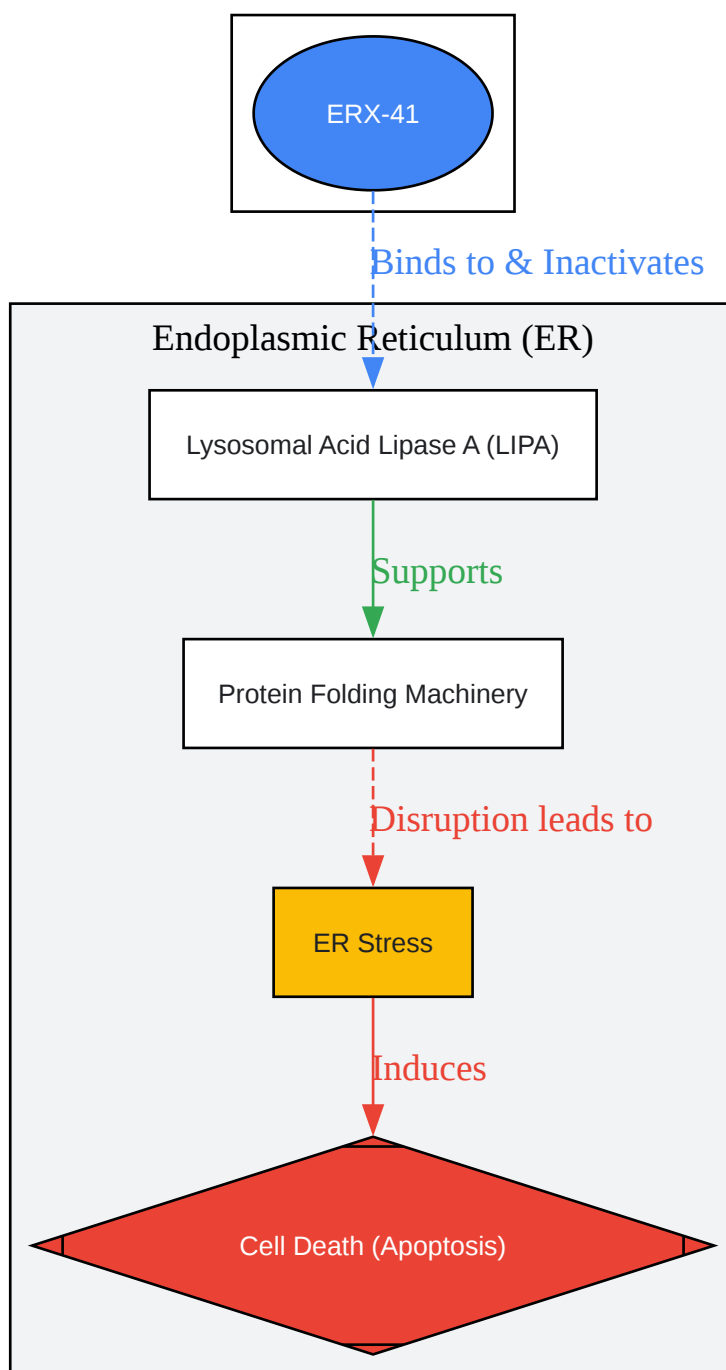 ERX-41
Binds to & Inactivates
Endoplasmic Reticulum (ER)
Lysosomal Acid Lipase A (LIPA)
Supports
Protein Folding Machinery
Disruption leads to
ER Stress
Induces
Cell Death (Apoptosis)